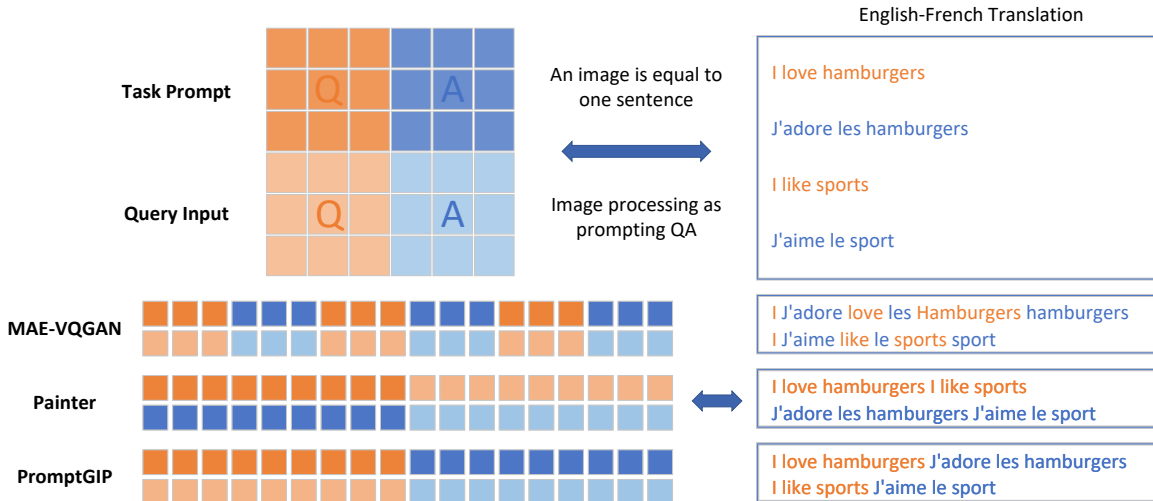 English-French Translation
Task Prompt
Q
A
Query Input
Q
A
An image is equal to
one sentence
Image processing as
prompting QA
I love hamburgers
J'adore les hamburgers
I like sports
J'aime le sport
MAE-VQGAN
I J'adore love les Hamburgers hamburgers
I J'aime like le sports sport
Painter
I love hamburgers I like sports
J'adore les hamburgers J'aime le sport
PromptGIP
I love hamburgers J'adore les hamburgers
I like sports J'aime le sport